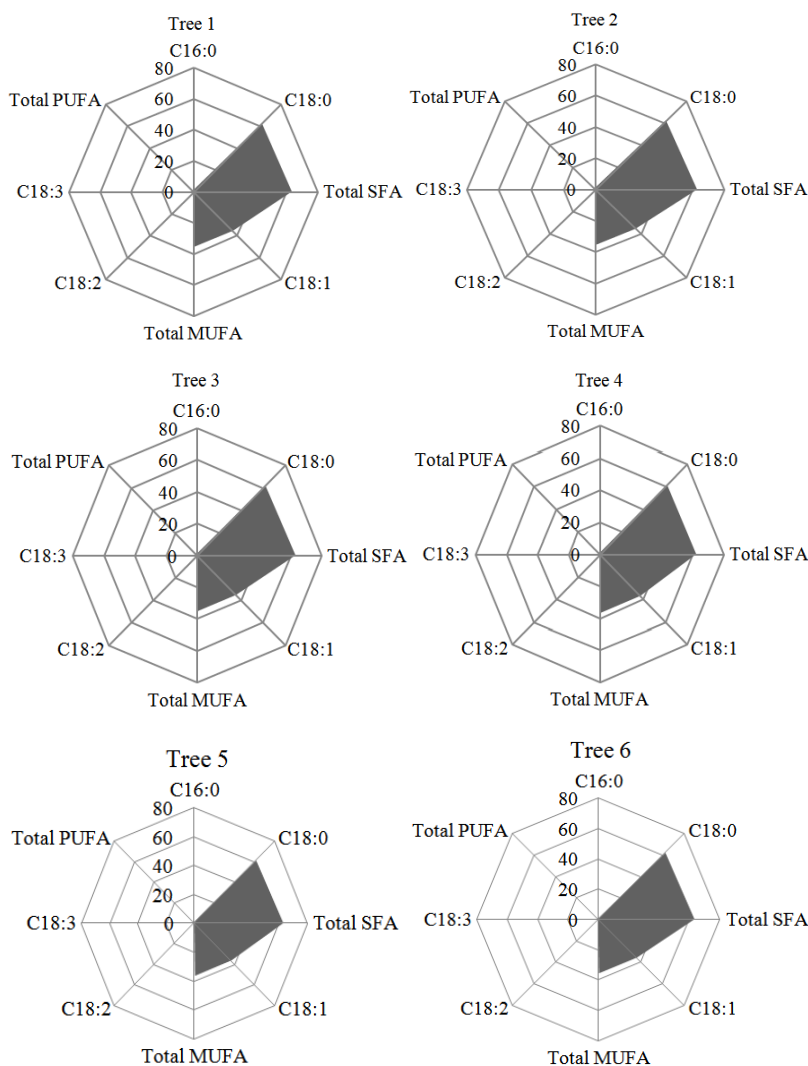 Tree 1
C16:0
80
Total PUFA
C18:0
60
40
20
C18:3
0
Total SFA
C18:2
C18:1
Total MUFA
Tree 2
C16:0
80
Total PUFA
C18:0
60
40
20
C18:3
0
Total SFA
C18:2
C18:1
Total MUFA
Tree 3
C16:0
80
Total PUFA
C18:0
60
40
20
C18:3
0
Total SFA
C18:2
C18:1
Total MUFA
Tree 4
C16:0
80
Total PUFA
C18:0
60
40
20
C18:3
0
Total SFA
C18:2
C18:1
Total MUFA
Tree 5
C16:0
80
Total PUFA
C18:0
60
40
20
C18:3
0
Total SFA
C18:2
C18:1
Total MUFA
Tree 6
C16:0
80
Total PUFA
C18:0
60
40
20
C18:3
0
Total SFA
C18:2
C18:1
Total MUFA